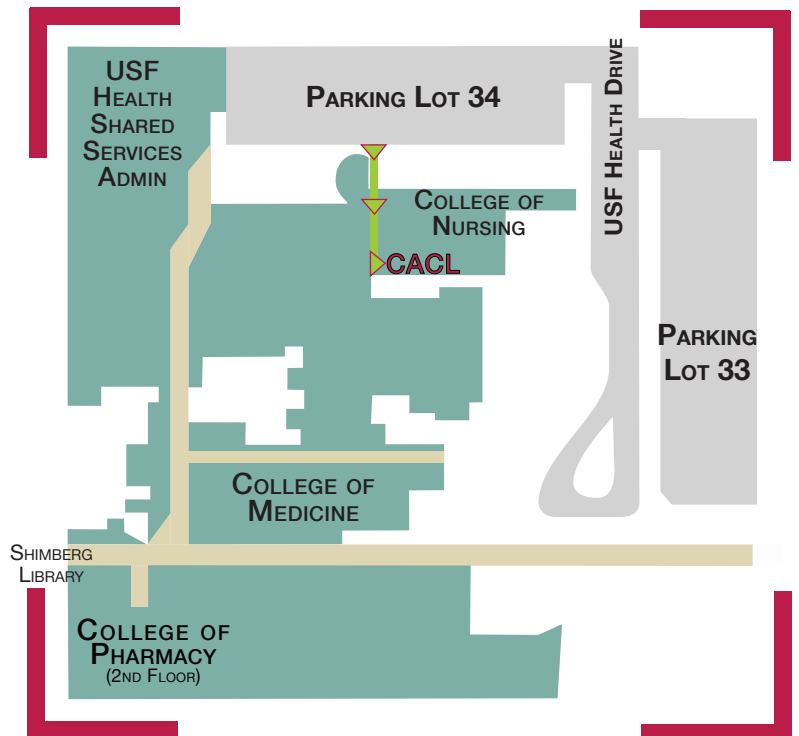 USF
Health
Shared
Services
Admin
Parking Lot 34
USF Health Drive
College of
Nursing
CACL
Parking
Lot 33
College of
Medicine
Shimberg
Library
College of
Pharmacy
(2nd Floor)